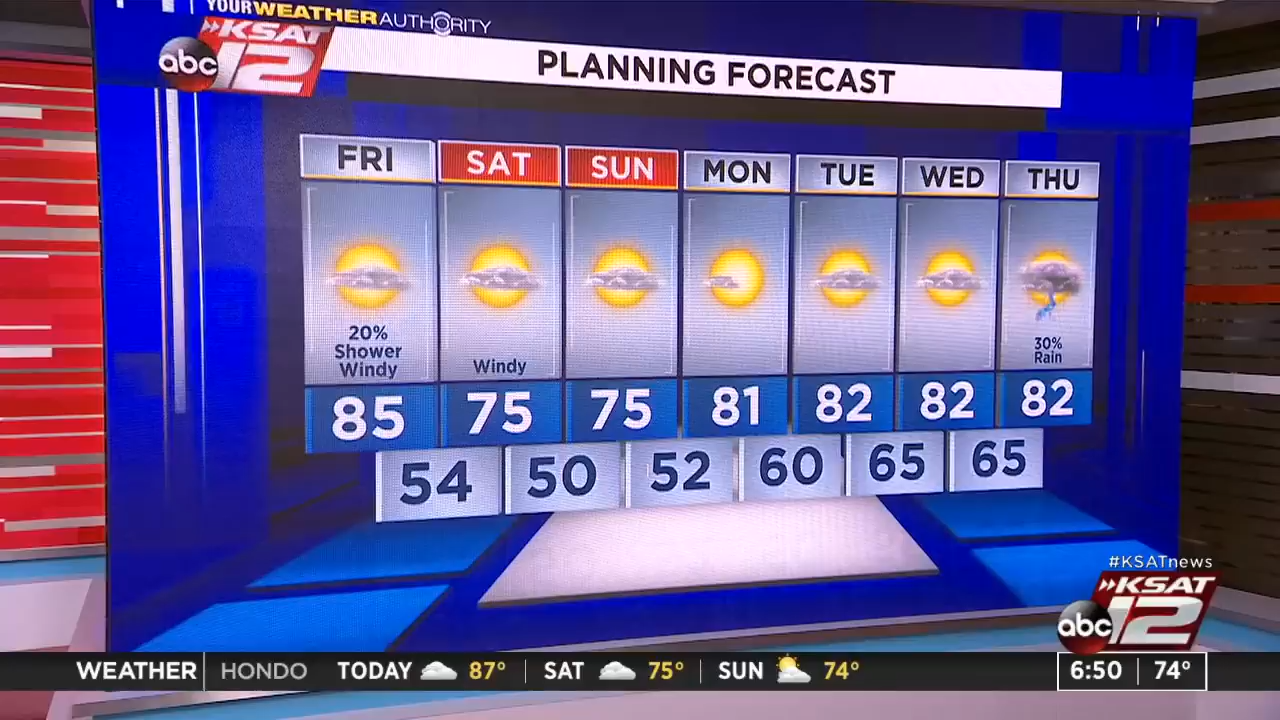 YOUR WEATHER AUTHORITY
KSAT
abc 12
PLANNING FORECAST
FRI SAT SUN MON TUE WED THU
20%
Shower
Windy
Windy
30%
Rain
85 75 75 81 82 82 82
54 50 52 60 65 65
#KSATnews
KSAT
abc 12
WEATHER HONDO TODAY 87° SAT 75° SUN 74° 6:50 74°